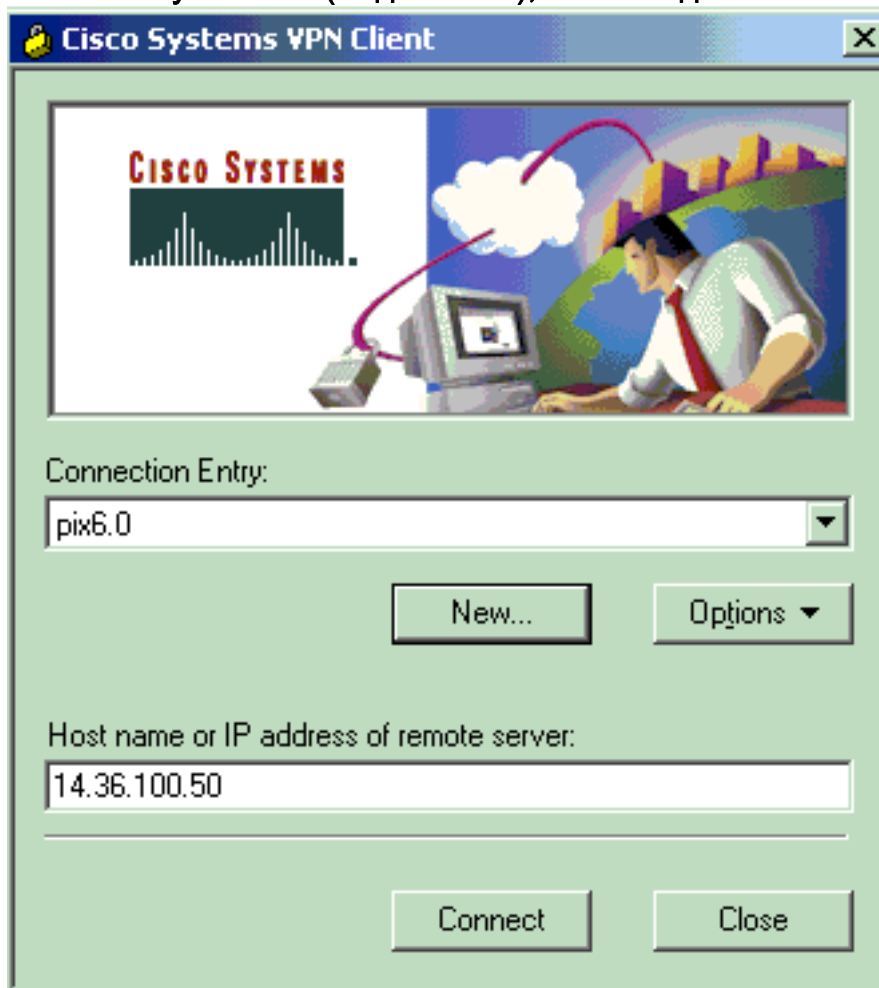 Cisco Systems VPN Client
CISCO SYSTEMS
Connection Entry:
pix6.0
New...
Options
Host name or IP address of remote server:
14.36.100.50
Connect
Close